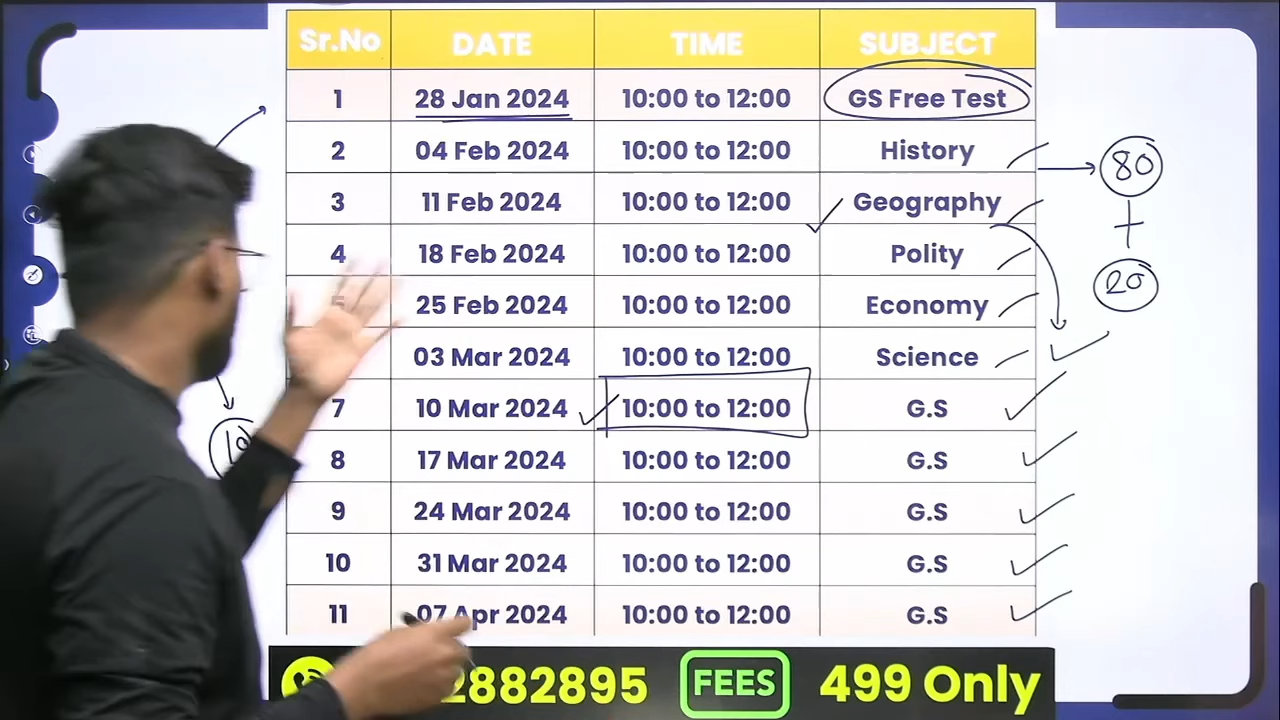 Sr.No DATE TIME SUBJECT
1 28 Jan 2024 10:00 to 12:00 GS Free Test
2 04 Feb 2024 10:00 to 12:00 History
80
3 11 Feb 2024 10:00 to 12:00 Geography
+
4 18 Feb 2024 10:00 to 12:00 Polity
20
5 25 Feb 2024 10:00 to 12:00 Economy
03 Mar 2024 10:00 to 12:00 Science
7 10 Mar 2024 10:00 to 12:00 G.S
8 17 Mar 2024 10:00 to 12:00 G.S
9 24 Mar 2024 10:00 to 12:00 G.S
10 31 Mar 2024 10:00 to 12:00 G.S
11 07 Apr 2024 10:00 to 12:00 G.S
2882895 FEES 499 Only